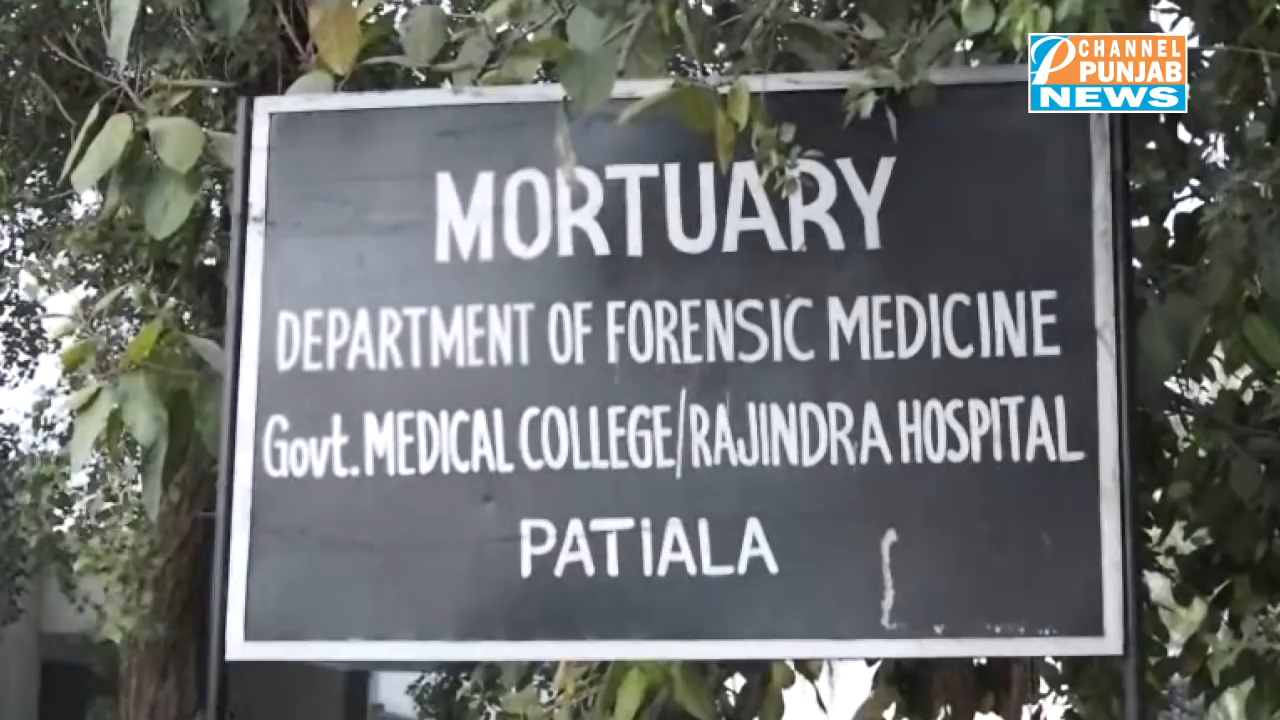 CHANNEL
PUNJAB
NEWS
MORTUARY
DEPARTMENT OF FORENSIC MEDICINE
Govt. MEDICAL COLLEGE/RAJINDRA HOSPITAL
PATIALA